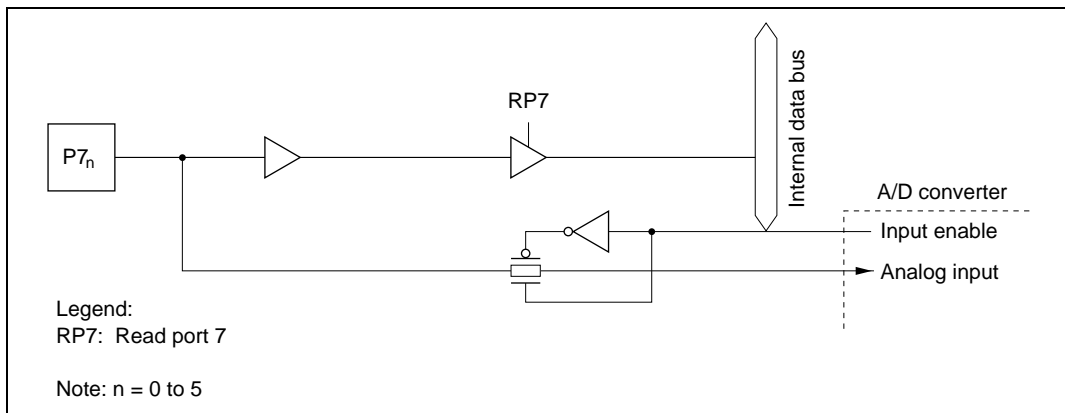 RP7
P7n
Internal data bus
A/D converter
Input enable
Analog input
Legend:
RP7: Read port 7
Note: n = 0 to 5